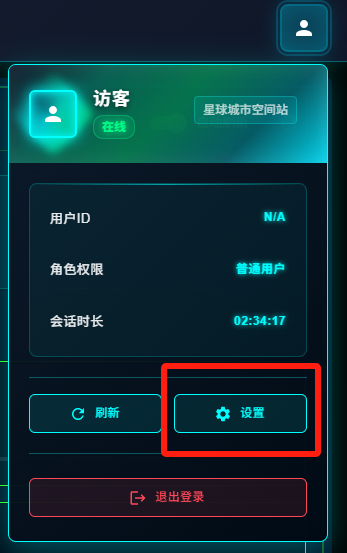 访客
在线
星球城市空间站
用户ID N/A
角色权限 普通用户
会话时长 02:34:17
刷新 设置
退出登录